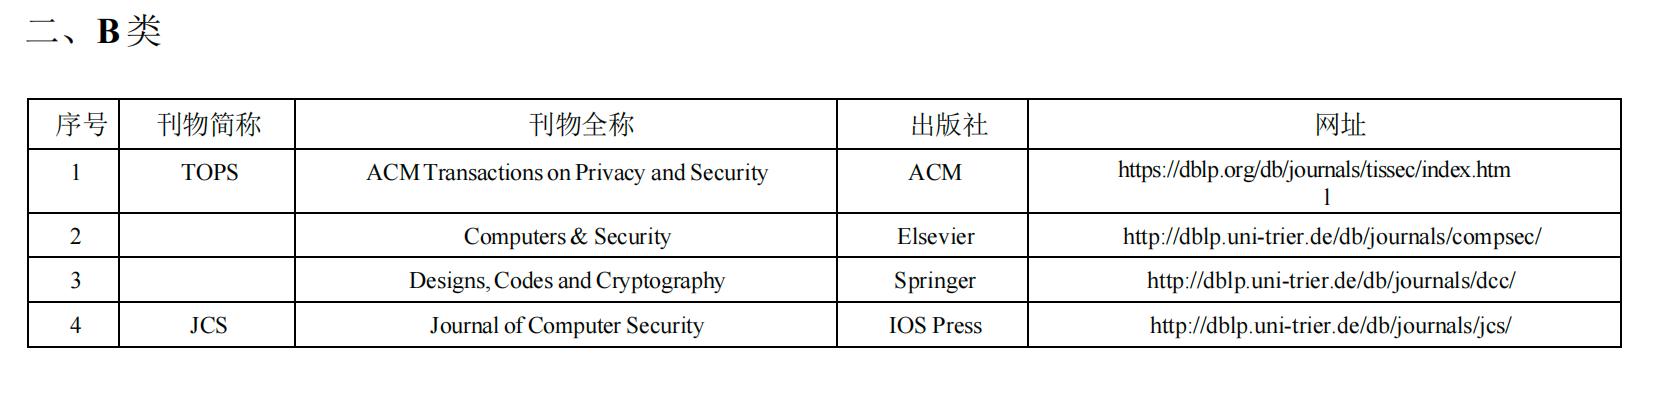 二、B 类
序号 刊物简称 刊物全称 出版社 网址
1 TOPS ACM Transactions on Privacy and Security ACM https://dblp.org/db/journals/tissec/index.htm
l
2 Computers & Security Elsevier http://dblp.uni-trier.de/db/journals/compsec/
3 Designs, Codes and Cryptography Springer http://dblp.uni-trier.de/db/journals/dcc/
4 JCS Journal of Computer Security IOS Press http://dblp.uni-trier.de/db/journals/jcs/